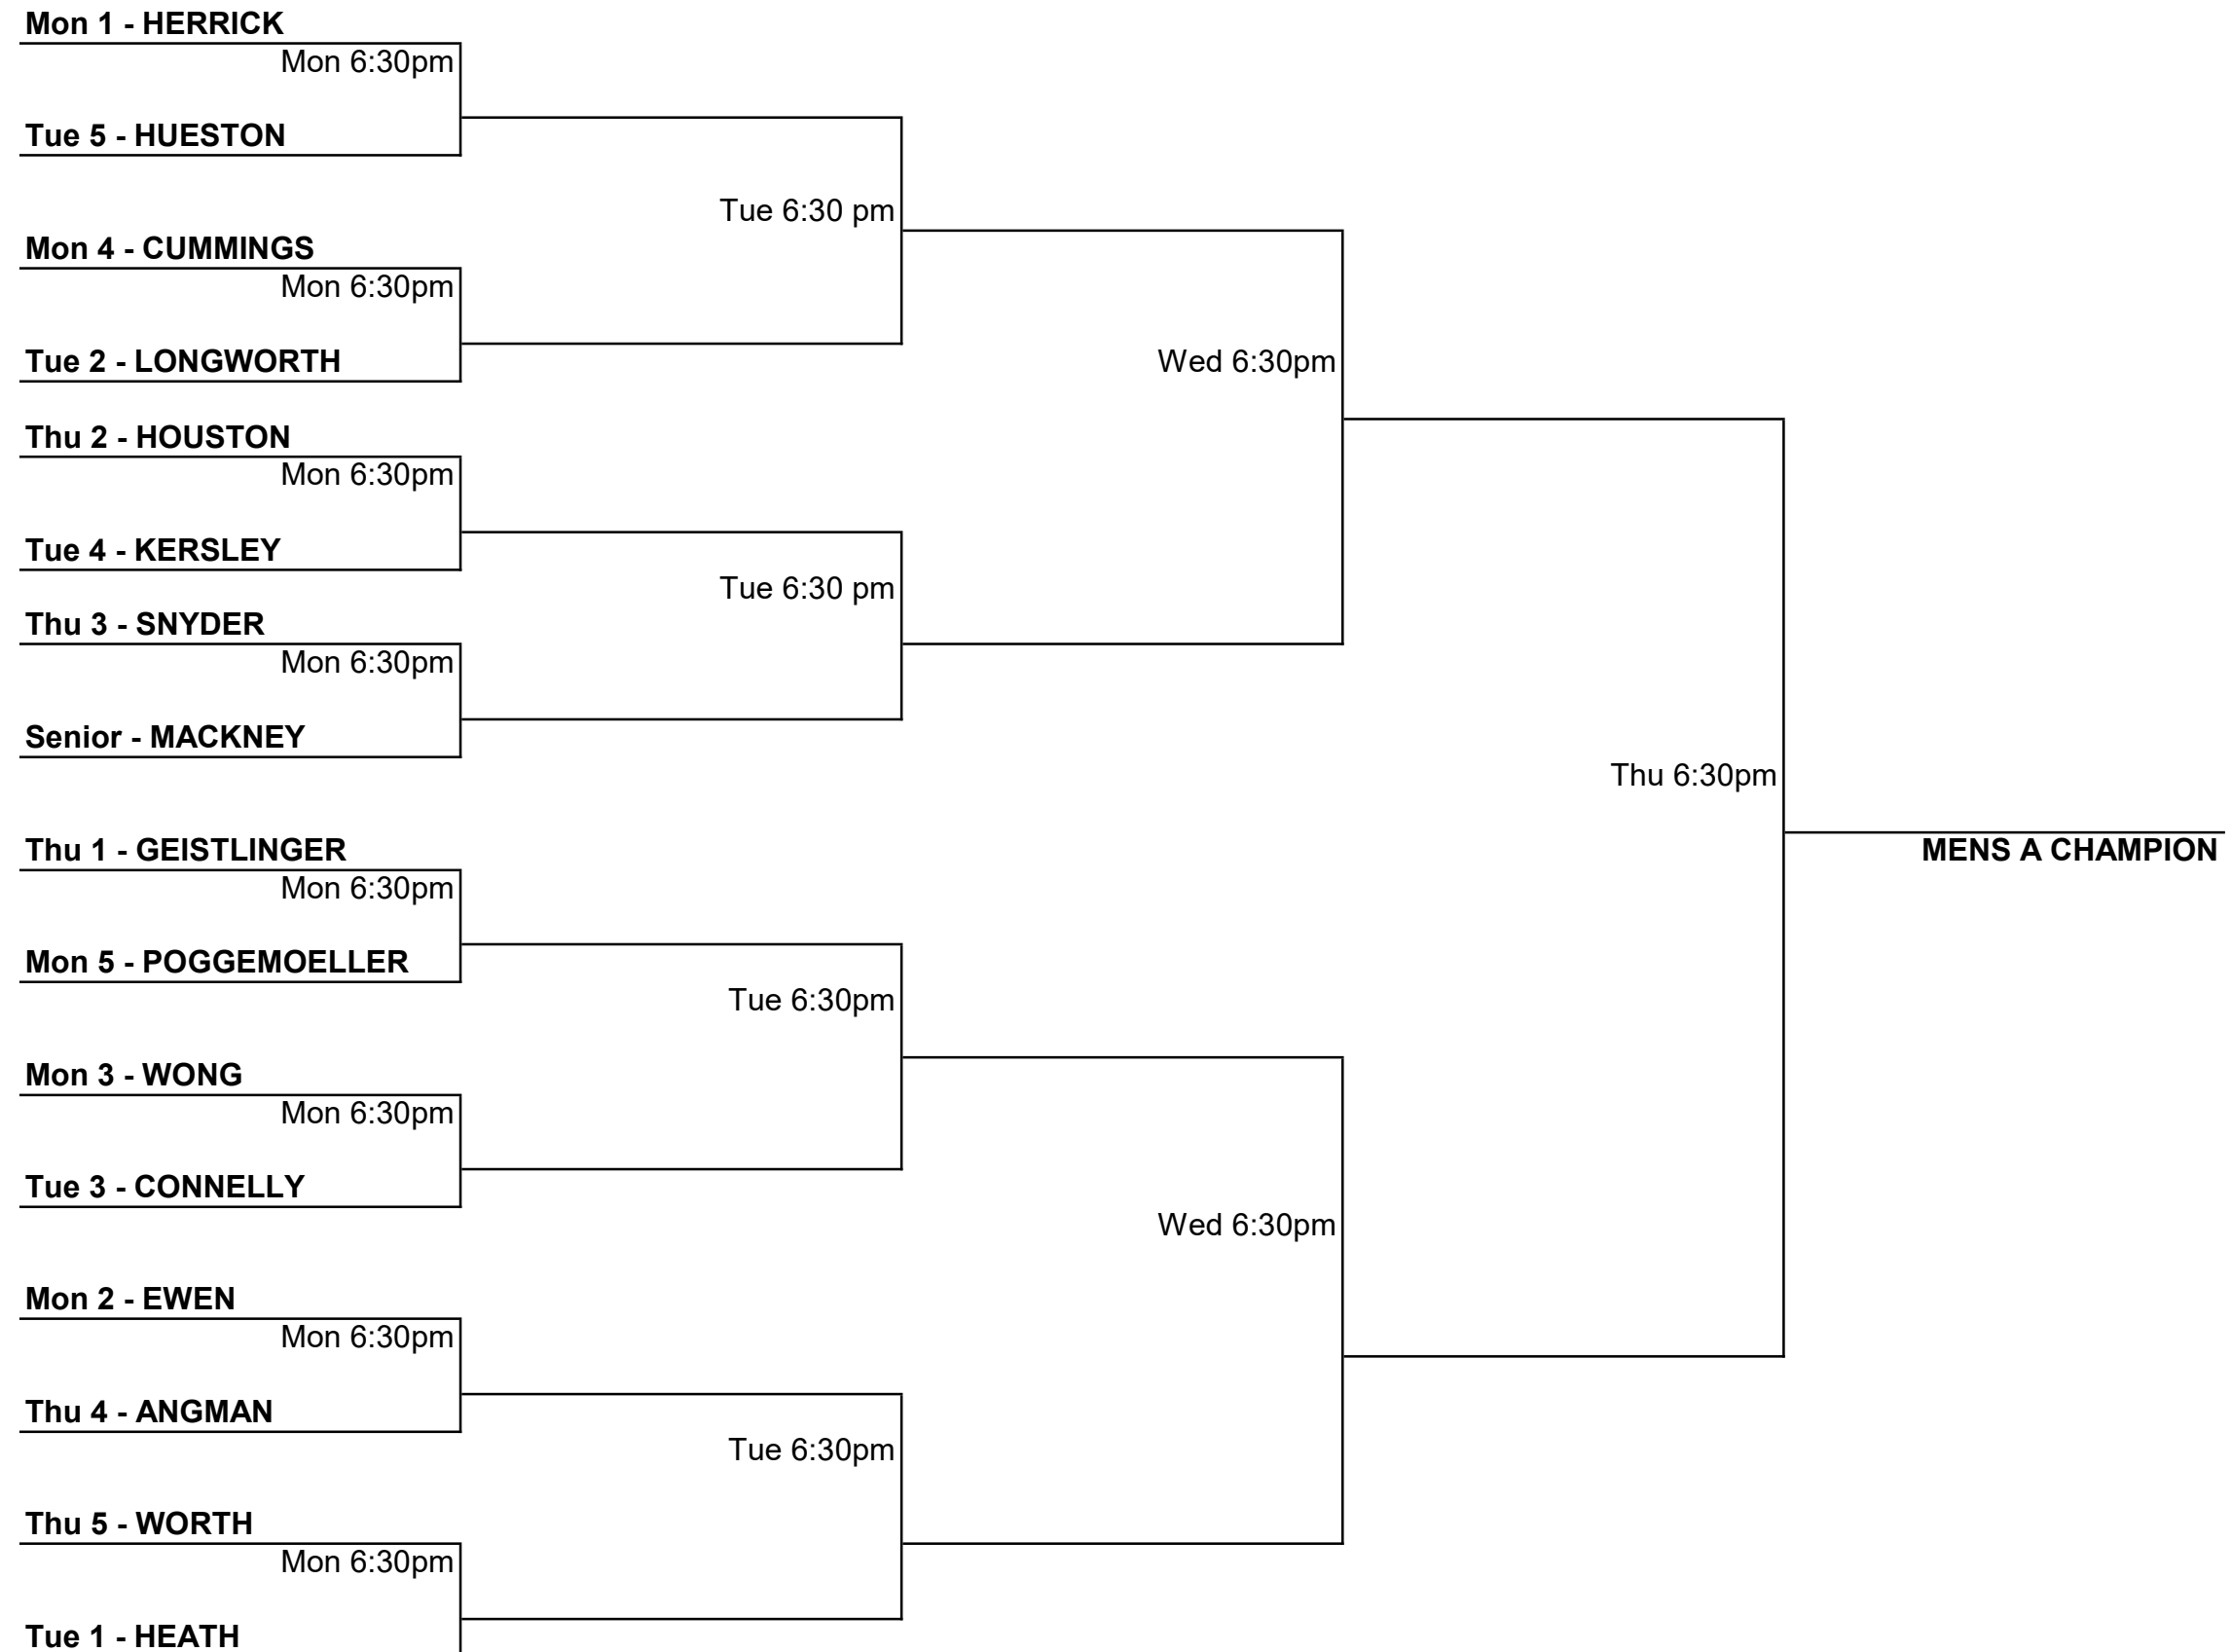 Mon 1 - HERRICK
Mon 6:30pm
Tue 5 - HUESTON
Tue 6:30 pm
Mon 4 - CUMMINGS
Mon 6:30pm
Tue 2 - LONGWORTH
Wed 6:30pm
Thu 2 - HOUSTON
Mon 6:30pm
Tue 4 - KERSLEY
Tue 6:30 pm
Thu 3 - SNYDER
Mon 6:30pm
Senior - MACKNEY
Thu 6:30pm
Thu 1 - GEISTLINGER
MENS A CHAMPION
Mon 6:30pm
Mon 5 - POGGEMOELLER
Tue 6:30pm
Mon 3 - WONG
Mon 6:30pm
Tue 3 - CONNELLY
Wed 6:30pm
Mon 2 - EWEN
Mon 6:30pm
Thu 4 - ANGMAN
Tue 6:30pm
Thu 5 - WORTH
Mon 6:30pm
Tue 1 - HEATH